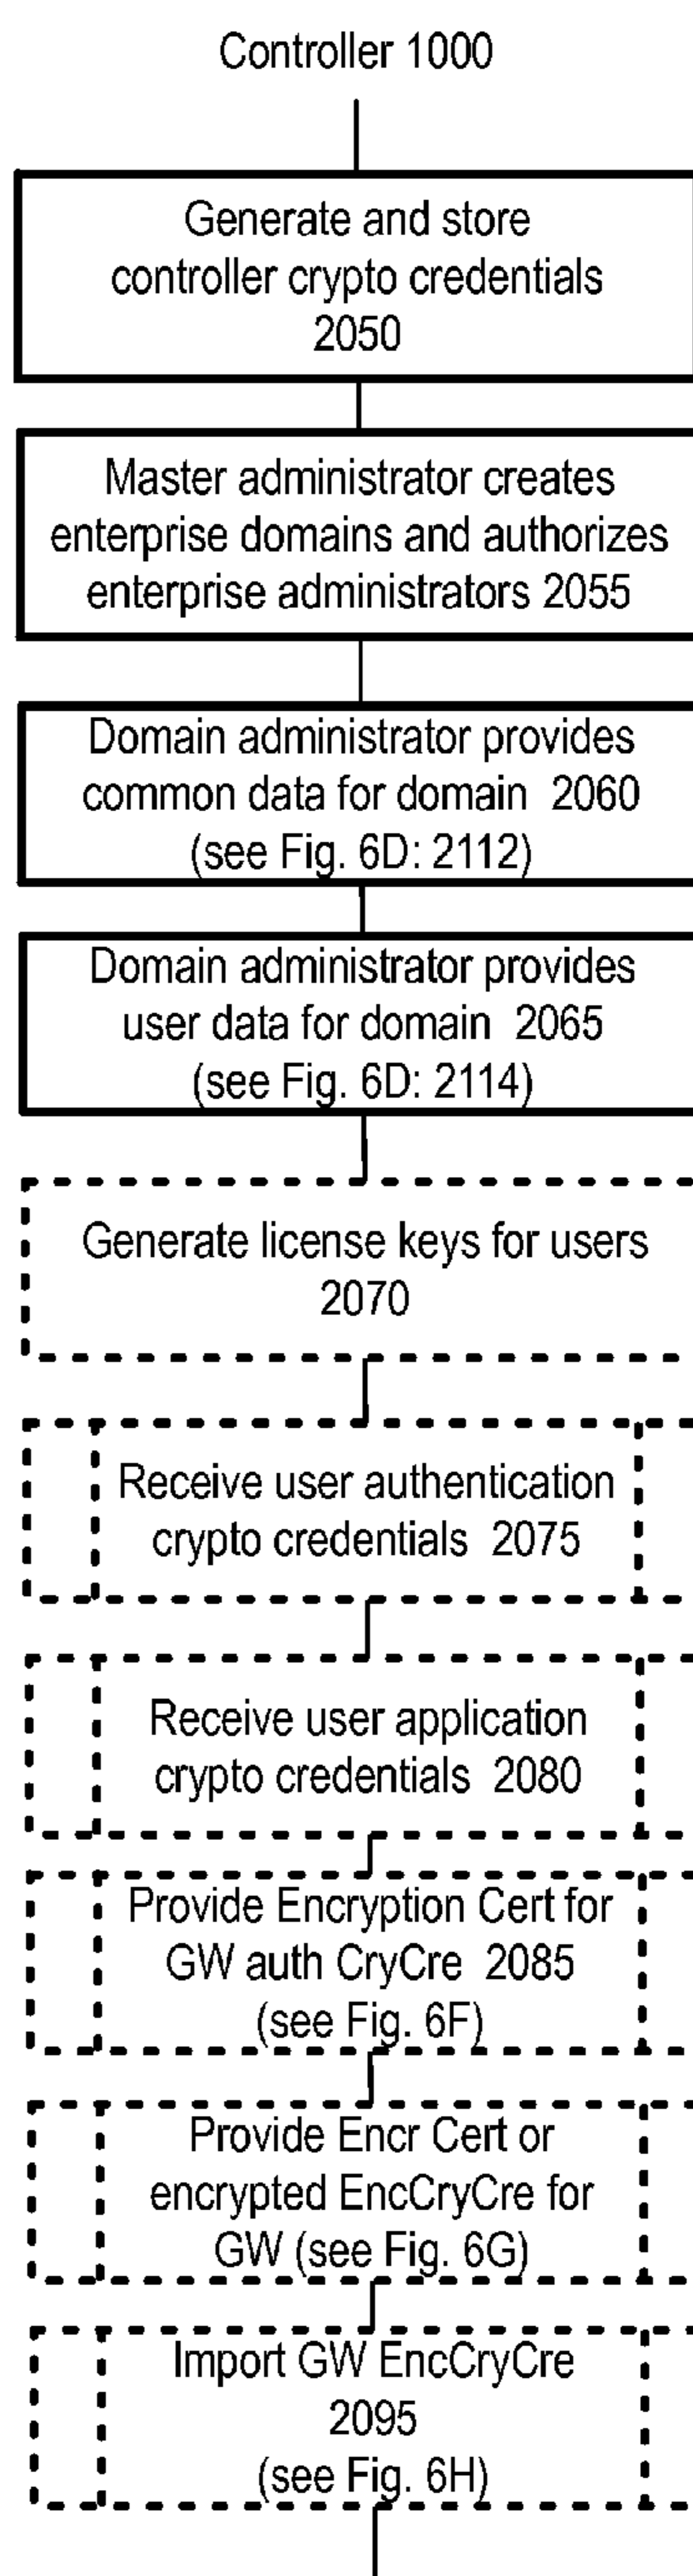 Controller 1000
Generate and store
controller crypto credentials
2050
Master administrator creates
enterprise domains and authorizes
enterprise administrators 2055
Domain administrator provides
common data for domain 2060
(see Fig. 6D: 2112)
Domain administrator provides
user data for domain 2065
(see Fig. 6D: 2114)
Generate license keys for users
2070
Receive user authentication
crypto credentials 2075
Receive user application
crypto credentials 2080
Provide Encryption Cert for
GW auth CryCre 2085
(see Fig. 6F)
Provide Encr Cert or
encrypted EncCryCre for
GW (see Fig. 6G)
Import GW EncCryCre
2095
(see Fig. 6H)